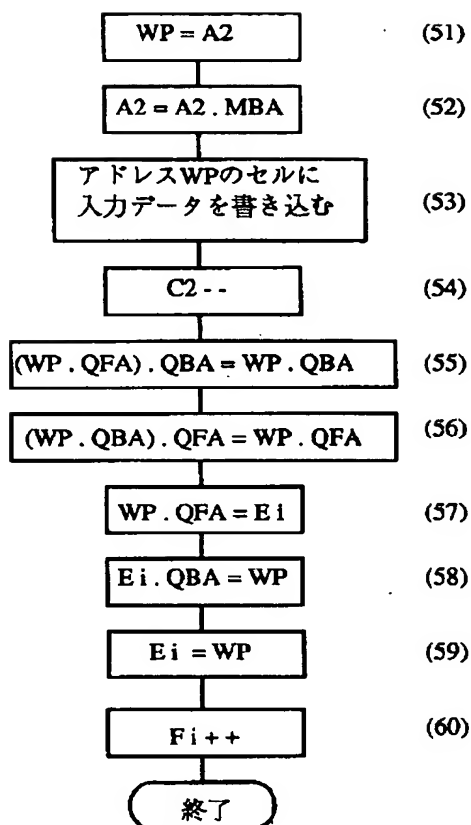 WP = A2 (51)
A2 = A2 . MBA (52)
アドレスWPのセルに
入力データを書き込む (53)
C2 - - (54)
(WP . QFA) . QBA = WP . QBA (55)
(WP . QBA) . QFA = WP . QFA (56)
WP . QFA = E i (57)
E i . QBA = WP (58)
E i = WP (59)
F i + + (60)
終了